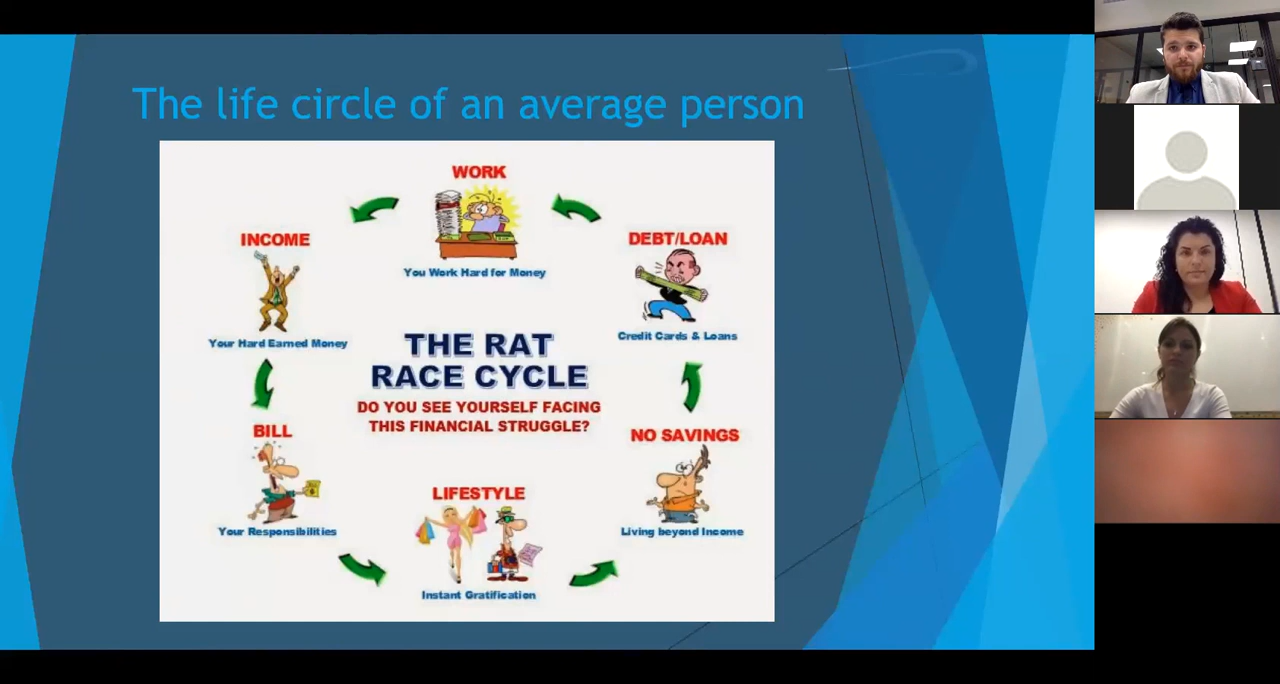 The life circle of an average person
WORK
You Work Hard for Money
INCOME
Your Hard Earned Money
BILL
Your Responsibilities
LIFESTYLE
Instant Gratification
NO SAVINGS
Living beyond Income
DEBT/LOAN
Credit Cards & Loans
THE RAT
RACE CYCLE
DO YOU SEE YOURSELF FACING
THIS FINANCIAL STRUGGLE?